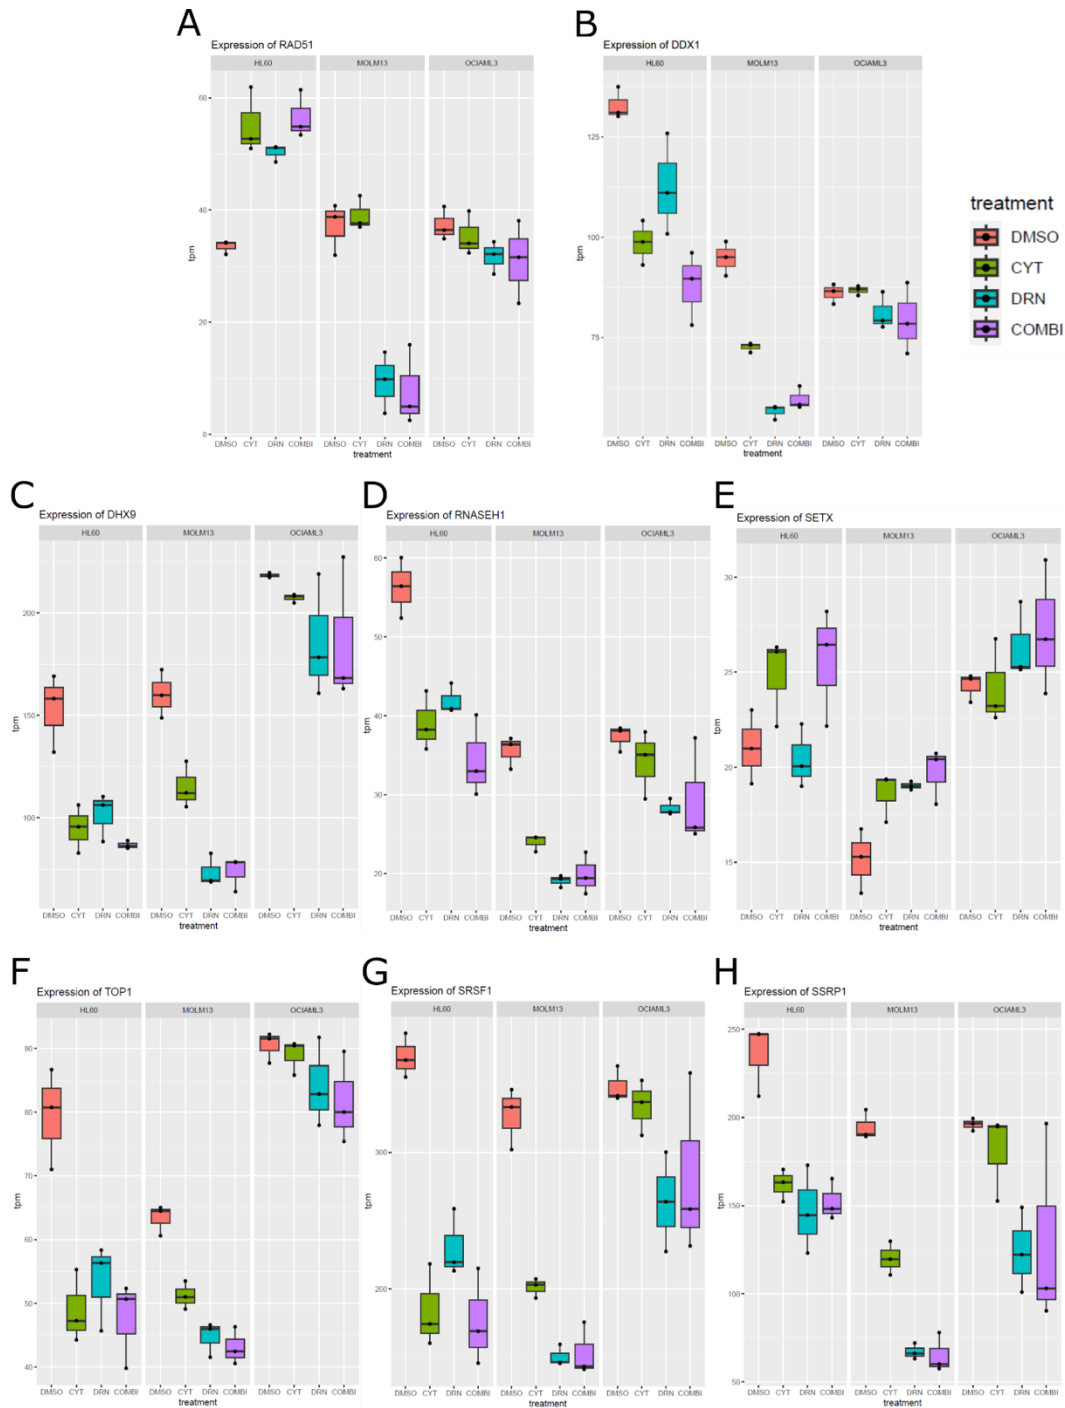 A
Expression of RAD51
HL60 MOLM13 OCIAML3
60
40
20
0
tpm
DMSO CYT DRN COMBI DMSO CYT DRN COMBI DMSO CYT DRN COMBI
treatment
B
Expression of DDX1
HL60 MOLM13 OCIAML3
125
100
75
tpm
DMSO CYT DRN COMBI DMSO CYT DRN COMBI DMSO CYT DRN COMBI
treatment
treatment
DMSO
CYT
DRN
COMBI
C
Expression of DHX9
HL60 MOLM13 OCIAML3
200
150
100
tpm
DMSO CYT DRN COMBI DMSO CYT DRN COMBI DMSO CYT DRN COMBI
treatment
D
Expression of RNASEH1
HL60 MOLM13 OCIAML3
60
50
40
30
20
tpm
DMSO CYT DRN COMBI DMSO CYT DRN COMBI DMSO CYT DRN COMBI
treatment
E
Expression of SETX
HL60 MOLM13 OCIAML3
30
25
20
15
tpm
DMSO CYT DRN COMBI DMSO CYT DRN COMBI DMSO CYT DRN COMBI
treatment
F
Expression of TOP1
HL60 MOLM13 OCIAML3
90
80
70
60
50
40
tpm
DMSO CYT DRN COMBI DMSO CYT DRN COMBI DMSO CYT DRN COMBI
treatment
G
Expression of SRSF1
HL60 MOLM13 OCIAML3
300
200
tpm
DMSO CYT DRN COMBI DMSO CYT DRN COMBI DMSO CYT DRN COMBI
treatment
H
Expression of SSRP1
HL60 MOLM13 OCIAML3
250
200
150
100
50
tpm
DMSO CYT DRN COMBI DMSO CYT DRN COMBI DMSO CYT DRN COMBI
treatment